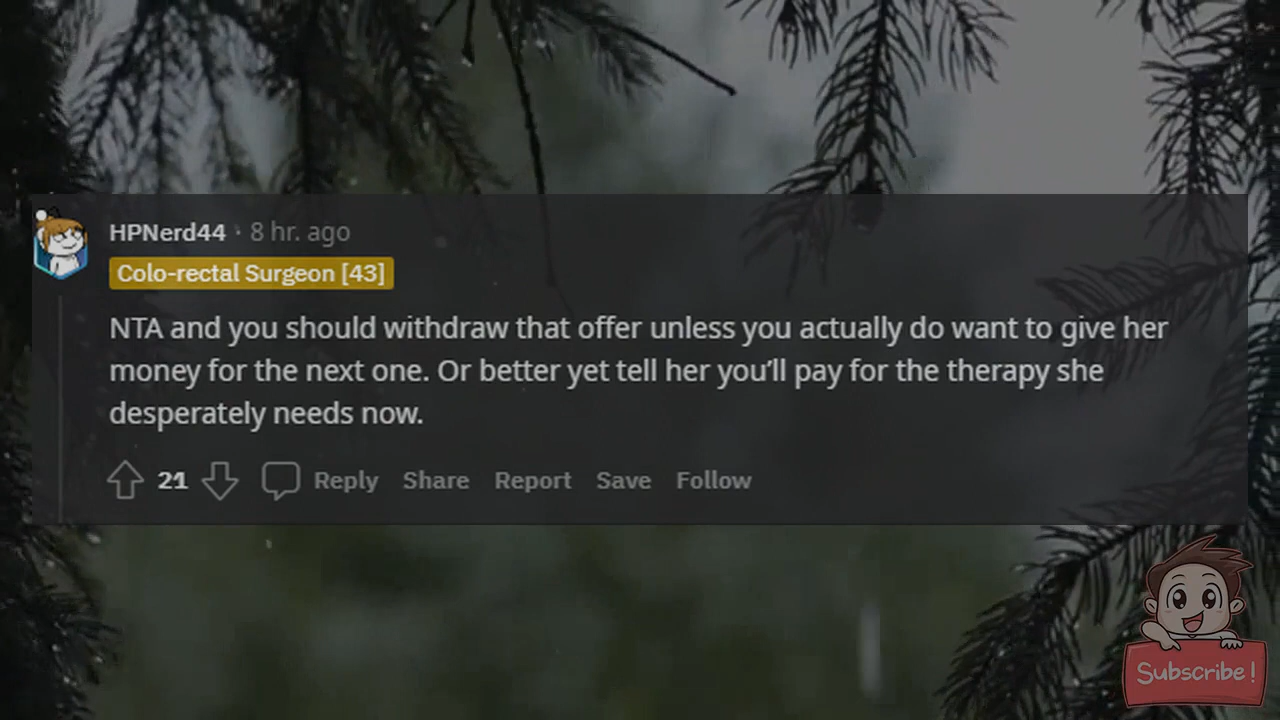 HPNerd44 · 8 hr. ago
Colo-rectal Surgeon [43]
NTA and you should withdraw that offer unless you actually do want to give her
money for the next one. Or better yet tell her you’ll pay for the therapy she
desperately needs now.
21 Reply Share Report Save Follow
Subscribe!